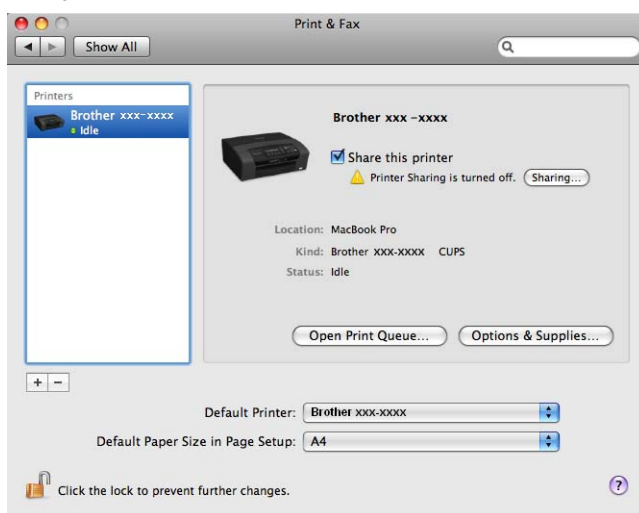 Print & Fax
Show All
Printers
Brother xxx-xxxx
Idle
Brother xxx –xxxx
Share this printer
Printer Sharing is turned off. Sharing...
Location: MacBook Pro
Kind: Brother XXX-XXXX CUPS
Status: Idle
Open Print Queue... Options & Supplies...
+ −
Default Printer: Brother xxx-xxxx
Default Paper Size in Page Setup: A4
Click the lock to prevent further changes. ?